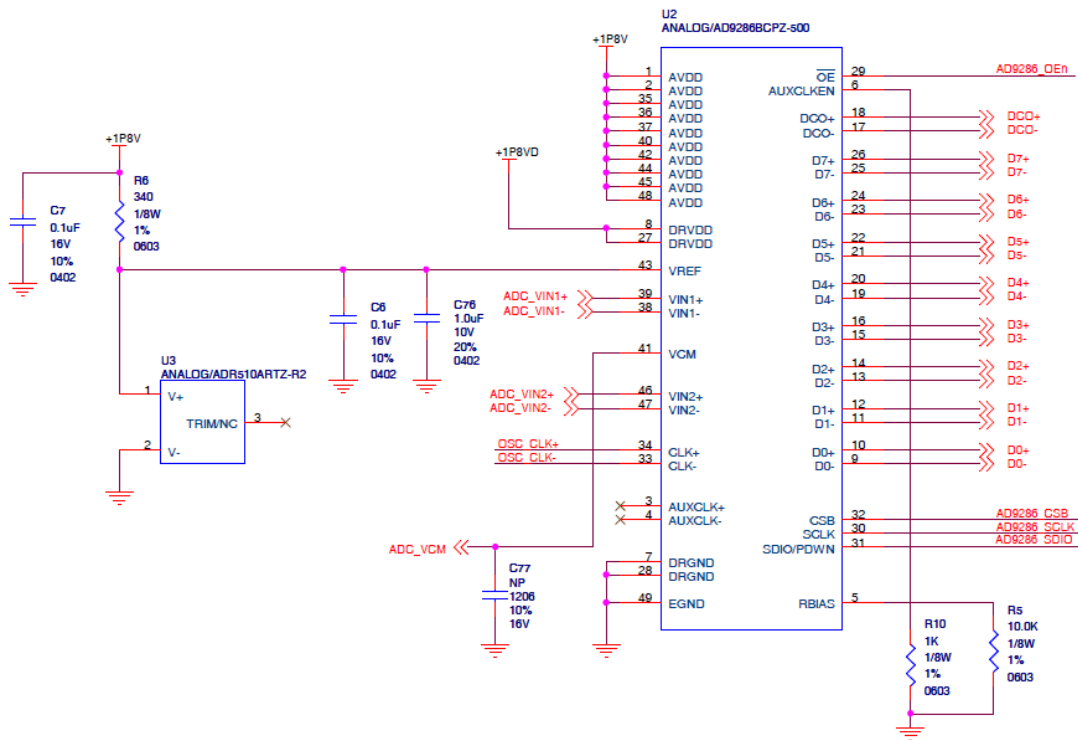 U2
ANALOG/AD9286BCPZ-500
+1P8V
1 AVDD
2 AVDD
35 AVDD
36 AVDD
37 AVDD
40 AVDD
42 AVDD
44 AVDD
45 AVDD
48 AVDD
+1P8VD
8 DRVDD
27 DRVDD
43 VREF
ADC_VIN1+ 39 VIN1+
ADC_VIN1- 38 VIN1-
41 VCM
ADC_VIN2+ 46 VIN2+
ADC_VIN2- 47 VIN2-
OSC_CLK+ 34 CLK+
OSC_CLK- 33 CLK-
3 AUXCLK+
4 AUXCLK-
7 DRGND
28 DRGND
49 EGND
OE 29 AD9286_OEn
AUXCLKEN 6
DCO+ 18 DCO+
DCO- 17 DCO-
D7+ 26 D7+
D7- 25 D7-
D6+ 24 D6+
D6- 23 D6-
D5+ 22 D5+
D5- 21 D5-
D4+ 20 D4+
D4- 19 D4-
D3+ 16 D3+
D3- 15 D3-
D2+ 14 D2+
D2- 13 D2-
D1+ 12 D1+
D1- 11 D1-
D0+ 10 D0+
D0- 9 D0-
CSB 32 AD9286_CSB
SCLK 30 AD9286_SCLK
SDIO/PDWN 31 AD9286_SDIO
RBIAS 5
+1P8V
C7
0.1uF
16V
10%
0402
R6
340
1/8W
1%
0603
C6
0.1uF
16V
10%
0402
C76
1.0uF
10V
20%
0402
U3
ANALOG/ADR510ARTZ-R2
1 V+
TRIM/NC 3
2 V-
ADC_VCM
C77
NP
1206
10%
16V
R10
1K
1/8W
1%
0603
R5
10.0K
1/8W
1%
0603